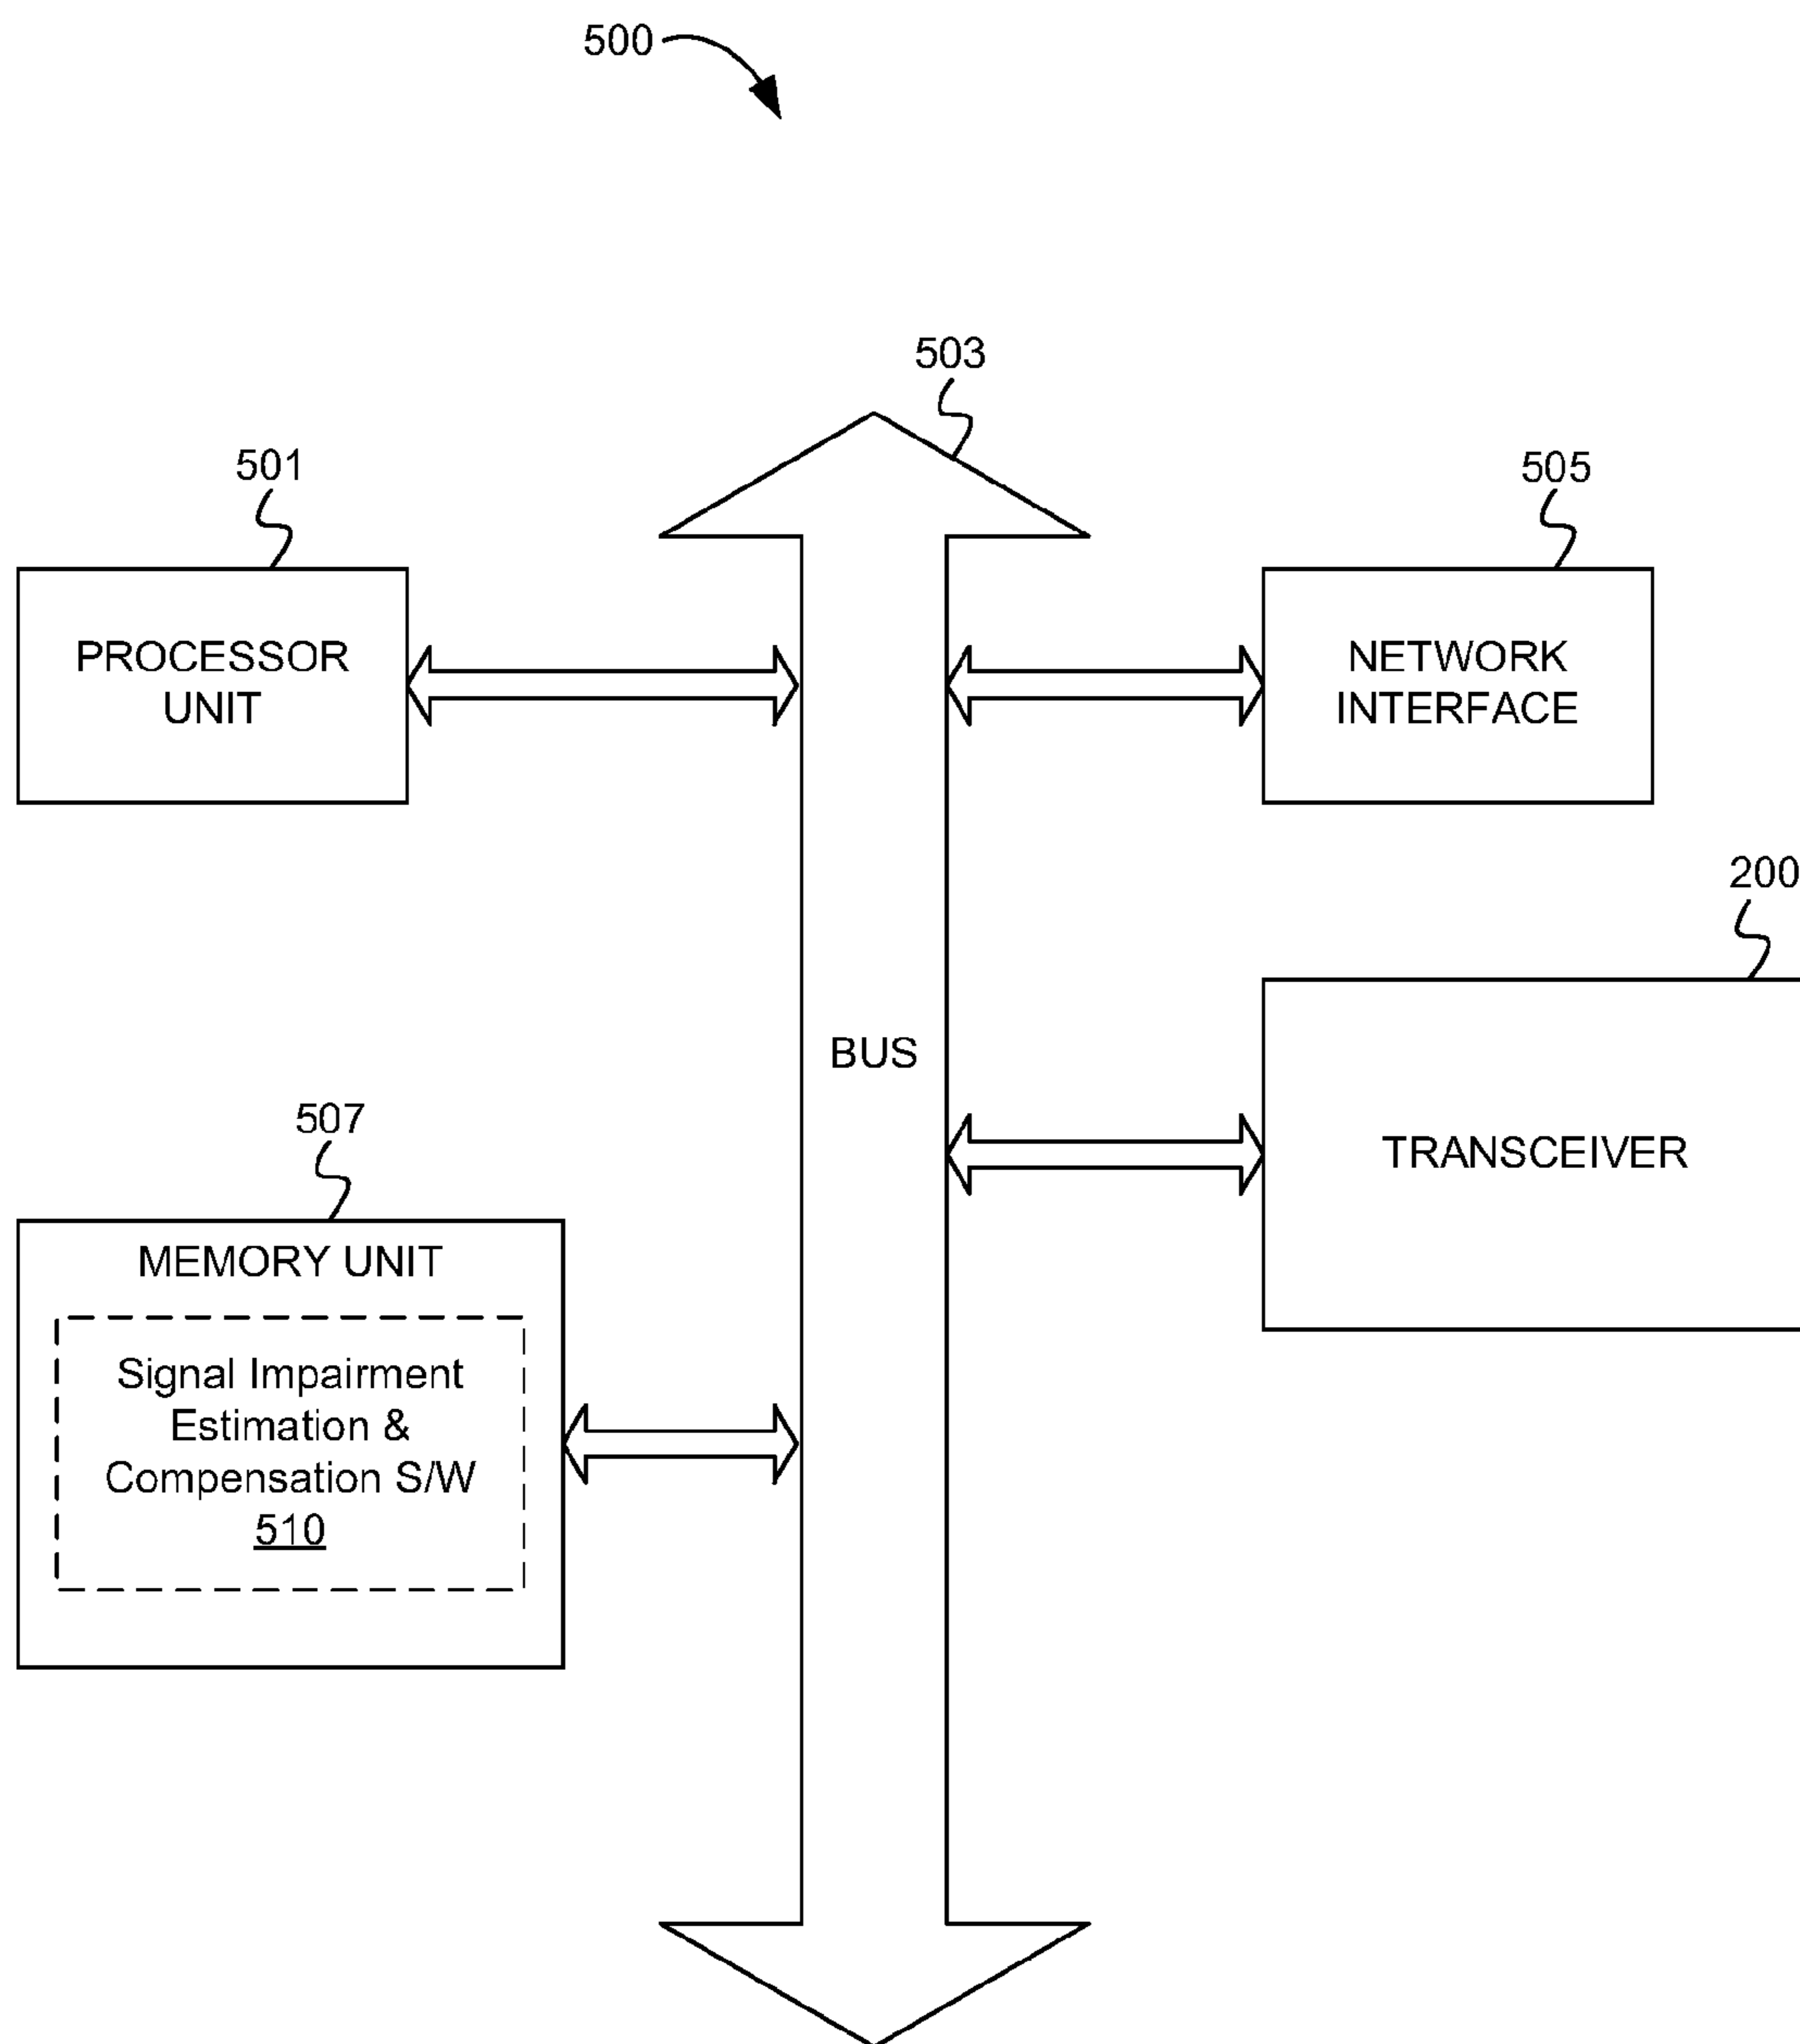 500
503
501
505
PROCESSOR
UNIT
NETWORK
INTERFACE
200
BUS
507
TRANSCEIVER
MEMORY UNIT
Signal Impairment
Estimation &
Compensation S/W
510